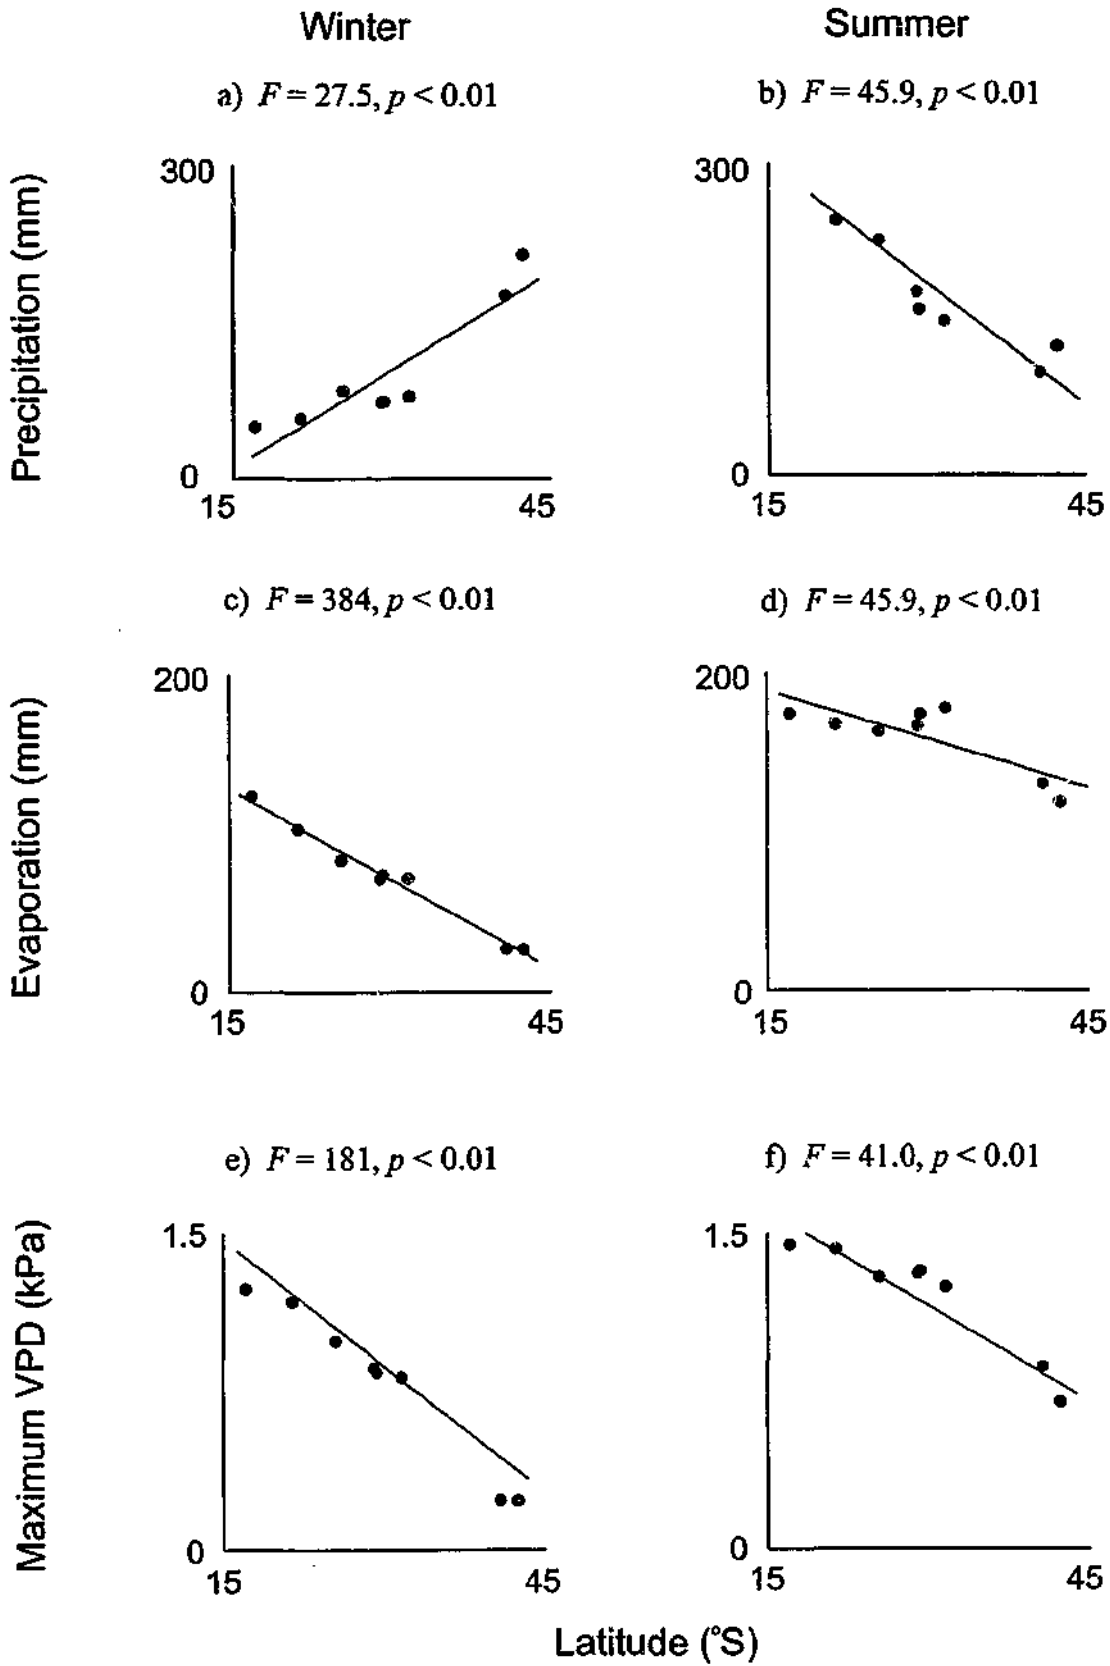 Winter Summer
a) F = 27.5, p < 0.01 b) F = 45.9, p < 0.01
Precipitation (mm)
300 300
0 0
15 45 15 45
c) F = 384, p < 0.01 d) F = 45.9, p < 0.01
Evaporation (mm)
200 200
0 0
15 45 15 45
e) F = 181, p < 0.01 f) F = 41.0, p < 0.01
Maximum VPD (kPa)
1.5 1.5
0 0
15 45 15 45
Latitude (°S)